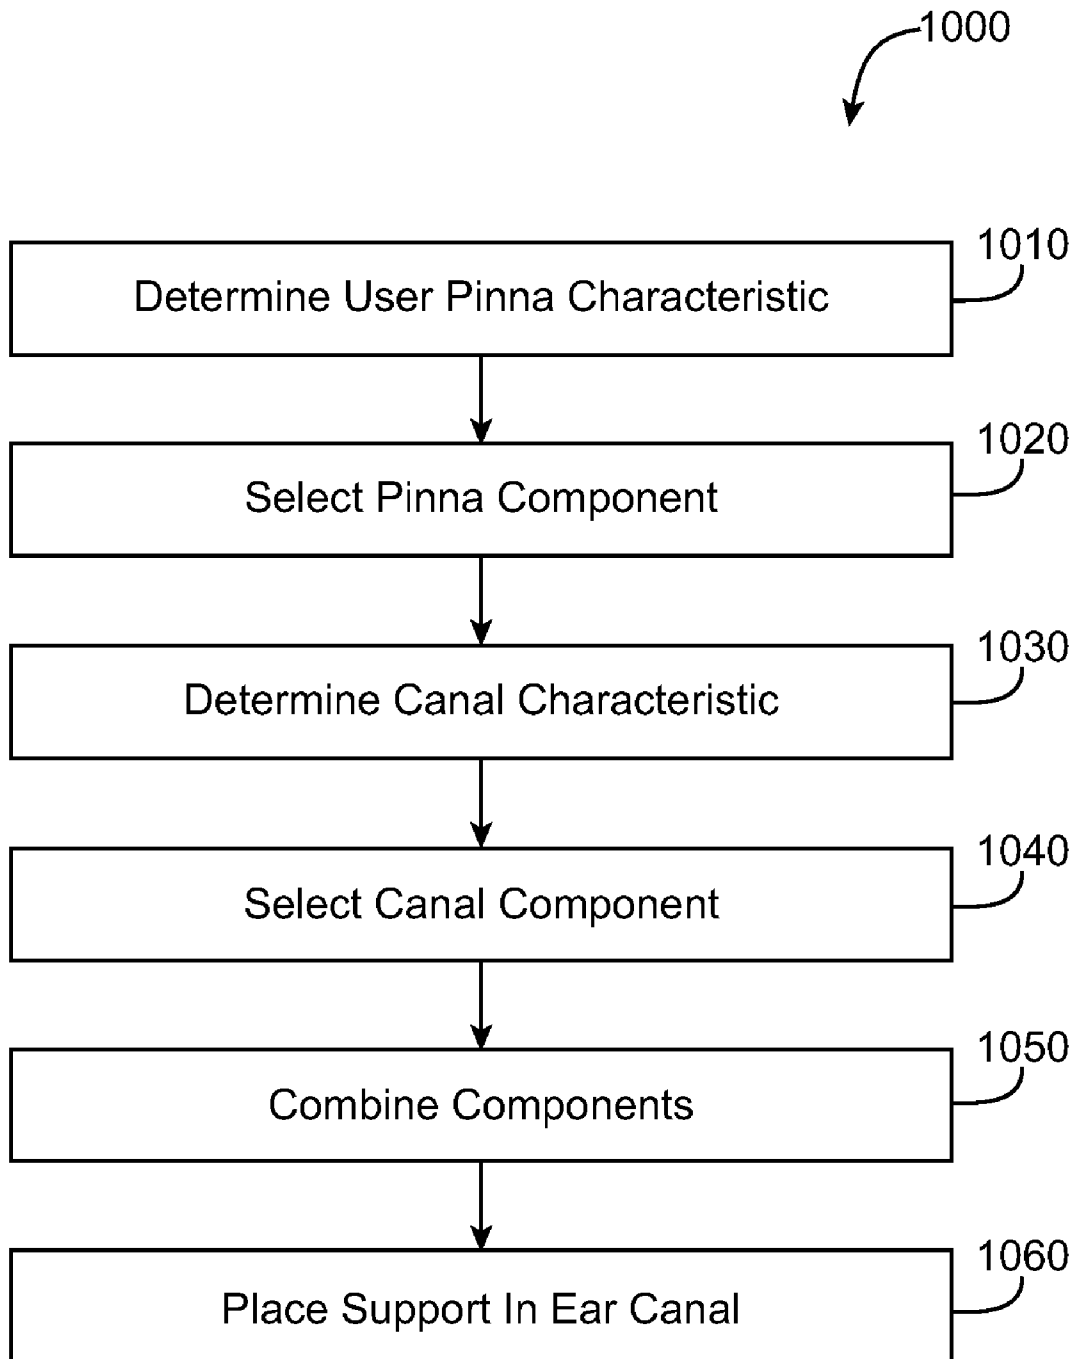 1000
1010
Determine User Pinna Characteristic
1020
Select Pinna Component
1030
Determine Canal Characteristic
1040
Select Canal Component
1050
Combine Components
1060
Place Support In Ear Canal